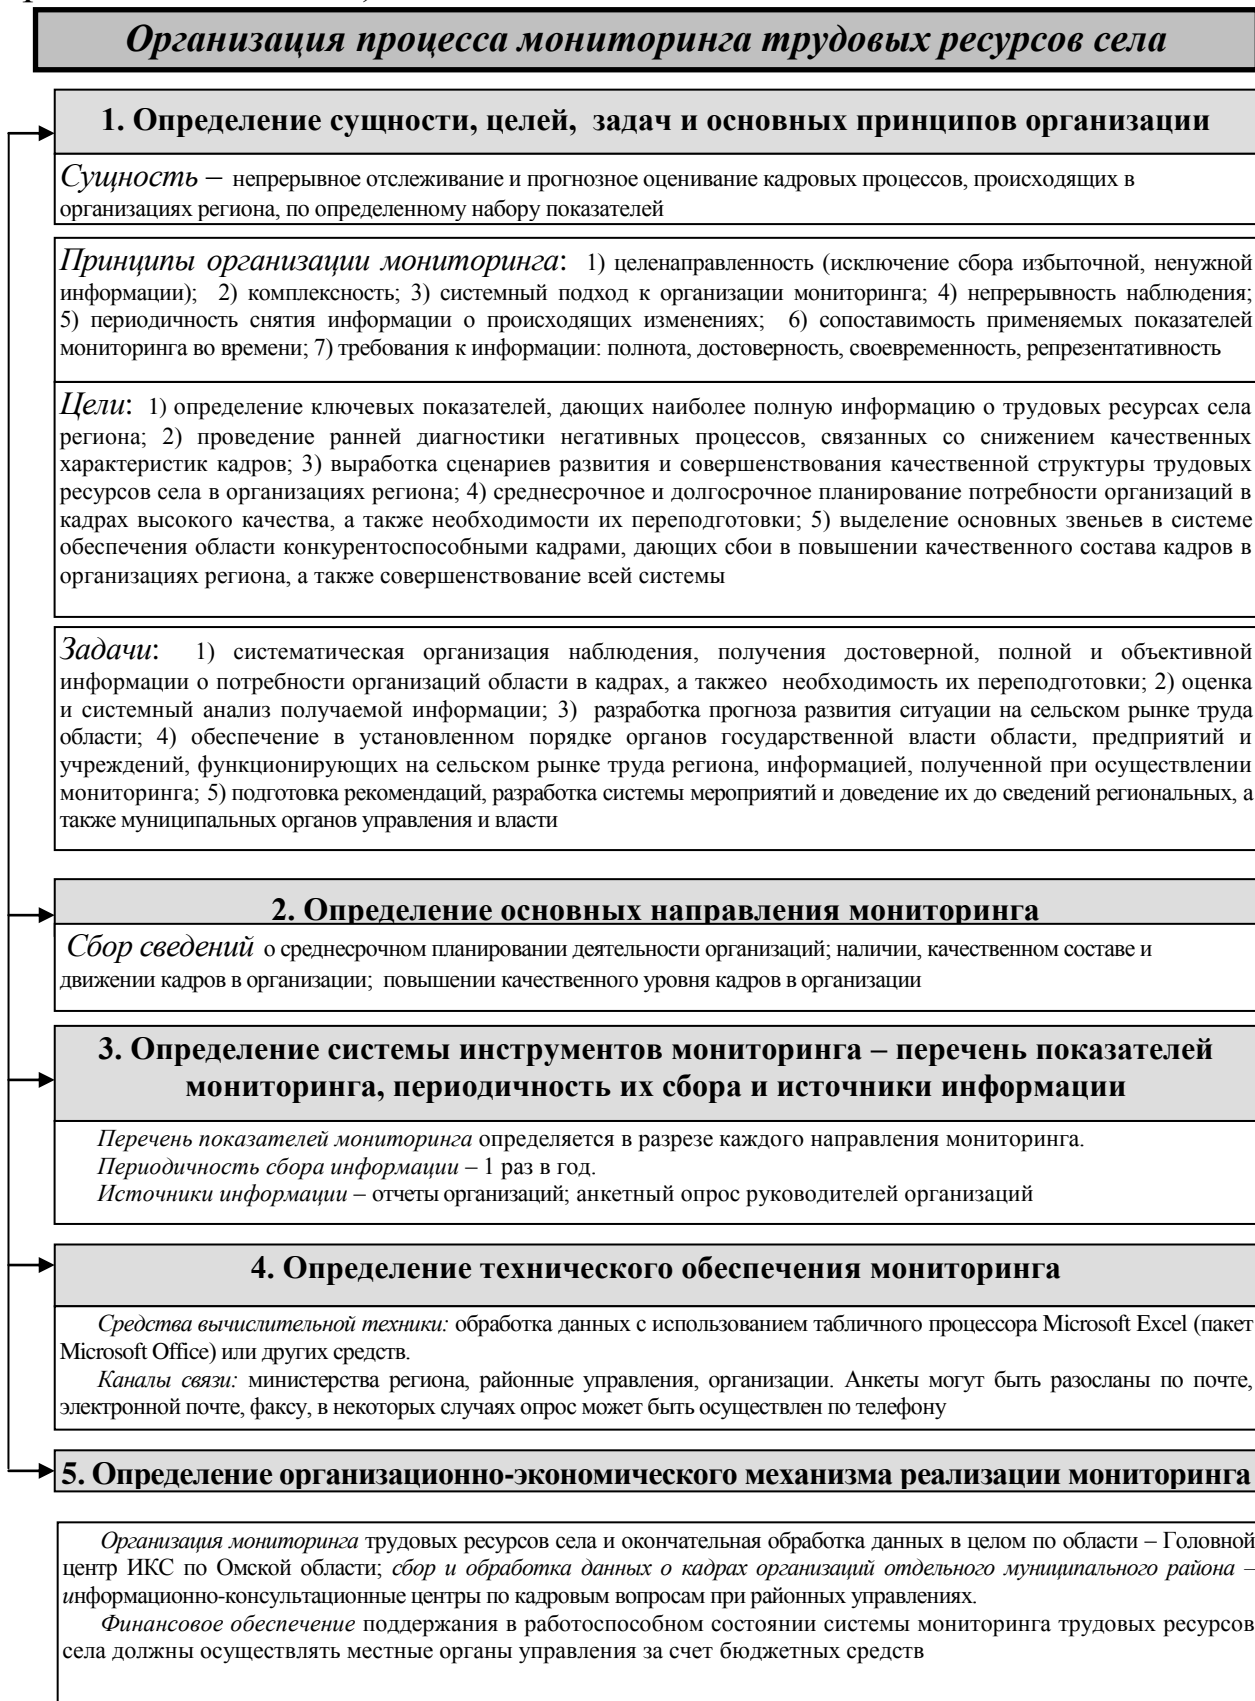 Организация процесса мониторинга трудовых ресурсов села
1. Определение сущности, целей, задач и основных принципов организации
Сущность – непрерывное отслеживание и прогнозное оценивание кадровых процессов, происходящих в
организациях региона, по определенному набору показателей
Принципы организации мониторинга: 1) целенаправленность (исключение сбора избыточной, ненужной
информации); 2) комплексность; 3) системный подход к организации мониторинга; 4) непрерывность наблюдения;
5) периодичность снятия информации о происходящих изменениях; 6) сопоставимость применяемых показателей
мониторинга во времени; 7) требования к информации: полнота, достоверность, своевременность, репрезентативность
Цели: 1) определение ключевых показателей, дающих наиболее полную информацию о трудовых ресурсах села
региона; 2) проведение ранней диагностики негативных процессов, связанных со снижением качественных
характеристик кадров; 3) выработка сценариев развития и совершенствования качественной структуры трудовых
ресурсов села в организациях региона; 4) среднесрочное и долгосрочное планирование потребности организаций в
кадрах высокого качества, а также необходимости их переподготовки; 5) выделение основных звеньев в системе
обеспечения области конкурентоспособными кадрами, дающих сбои в повышении качественного состава кадров в
организациях региона, а также совершенствование всей системы
Задачи: 1) систематическая организация наблюдения, получения достоверной, полной и объективной
информации о потребности организаций области в кадрах, а такжео необходимость их переподготовки; 2) оценка
и системный анализ получаемой информации; 3) разработка прогноза развития ситуации на сельском рынке труда
области; 4) обеспечение в установленном порядке органов государственной власти области, предприятий и
учреждений, функционирующих на сельском рынке труда региона, информацией, полученной при осуществлении
мониторинга; 5) подготовка рекомендаций, разработка системы мероприятий и доведение их до сведений региональных, а
также муниципальных органов управления и власти
2. Определение основных направления мониторинга
Сбор сведений о среднесрочном планировании деятельности организаций; наличии, качественном составе и
движении кадров в организации; повышении качественного уровня кадров в организации
3. Определение системы инструментов мониторинга – перечень показателей
мониторинга, периодичность их сбора и источники информации
Перечень показателей мониторинга определяется в разрезе каждого направления мониторинга.
Периодичность сбора информации – 1 раз в год.
Источники информации – отчеты организаций; анкетный опрос руководителей организаций
4. Определение технического обеспечения мониторинга
Средства вычислительной техники: обработка данных с использованием табличного процессора Microsoft Excel (пакет
Microsoft Office) или других средств.
Каналы связи: министерства региона, районные управления, организации. Анкеты могут быть разосланы по почте,
электронной почте, факсу, в некоторых случаях опрос может быть осуществлен по телефону
5. Определение организационно-экономического механизма реализации мониторинга
Организация мониторинга трудовых ресурсов села и окончательная обработка данных в целом по области – Головной
центр ИКС по Омской области; сбор и обработка данных о кадрах организаций отдельного муниципального района –
информационно-консультационные центры по кадровым вопросам при районных управлениях.
Финансовое обеспечение поддержания в работоспособном состоянии системы мониторинга трудовых ресурсов
села должны осуществлять местные органы управления за счет бюджетных средств